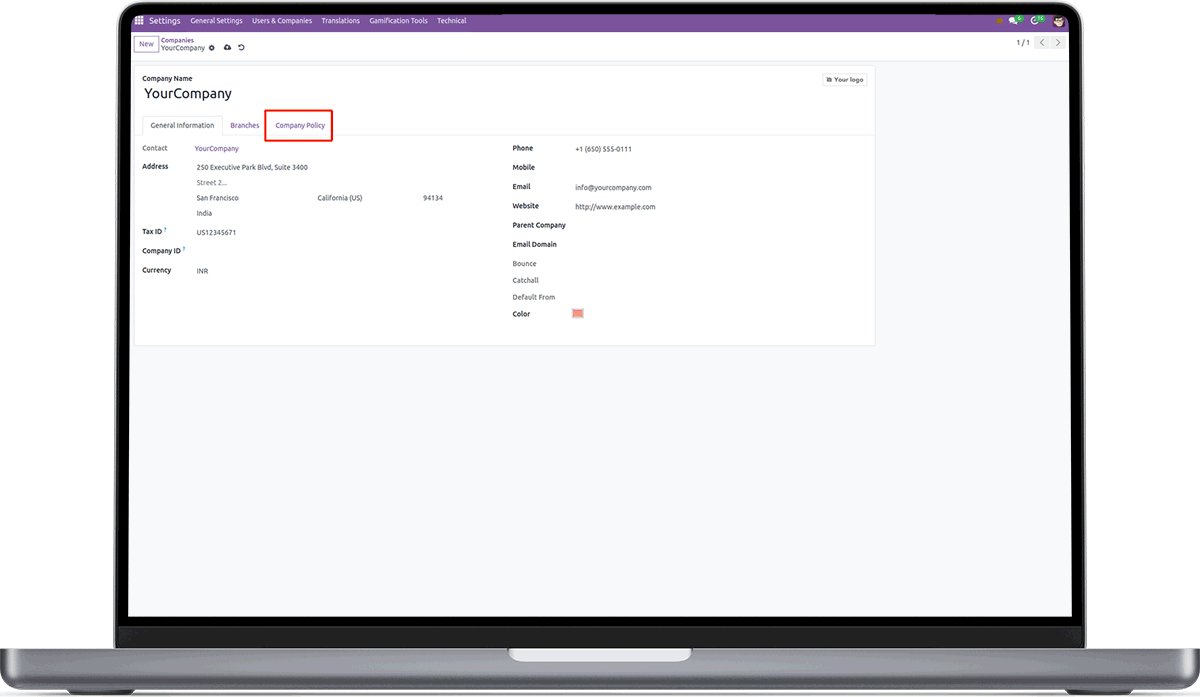 Settings General Settings Users & Companies Translations Gamification Tools Technical
New Companies
YourCompany
1 / 1
Company Name
YourCompany
Your logo
General Information Branches Company Policy
Contact YourCompany
Address 250 Executive Park Blvd, Suite 3400
Street 2...
San Francisco California (US) 94134
India
Tax ID ? US12345671
Company ID ?
Currency INR
Phone +1 (650) 555-0111
Mobile
Email info@yourcompany.com
Website http://www.example.com
Parent Company
Email Domain
Bounce
Catchall
Default From
Color